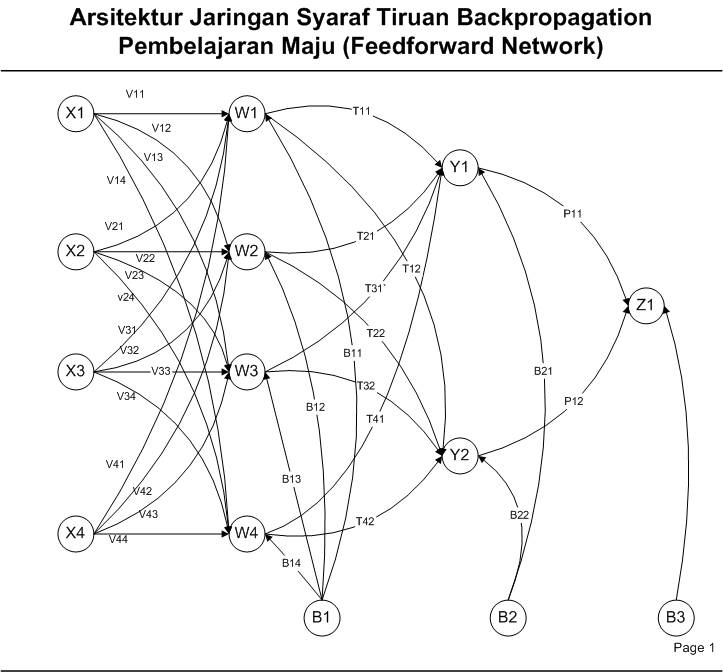 Arsitektur Jaringan Syaraf Tiruan Backpropagation
Pembelajaran Maju (Feedforward Network)
V11
X1
W1
T11
V12
V13
Y1
V14
P11
V21
T21
X2
W2
V22
T12
V23
T31
v24
Z1
V31
T22
V32
B11
X3
V33
W3
B21
T32
V34
B12
P12
T41
Y2
V41
B13
V42
V43
B22
T42
X4
W4
V44
B14
B1
B2
B3
Page 1